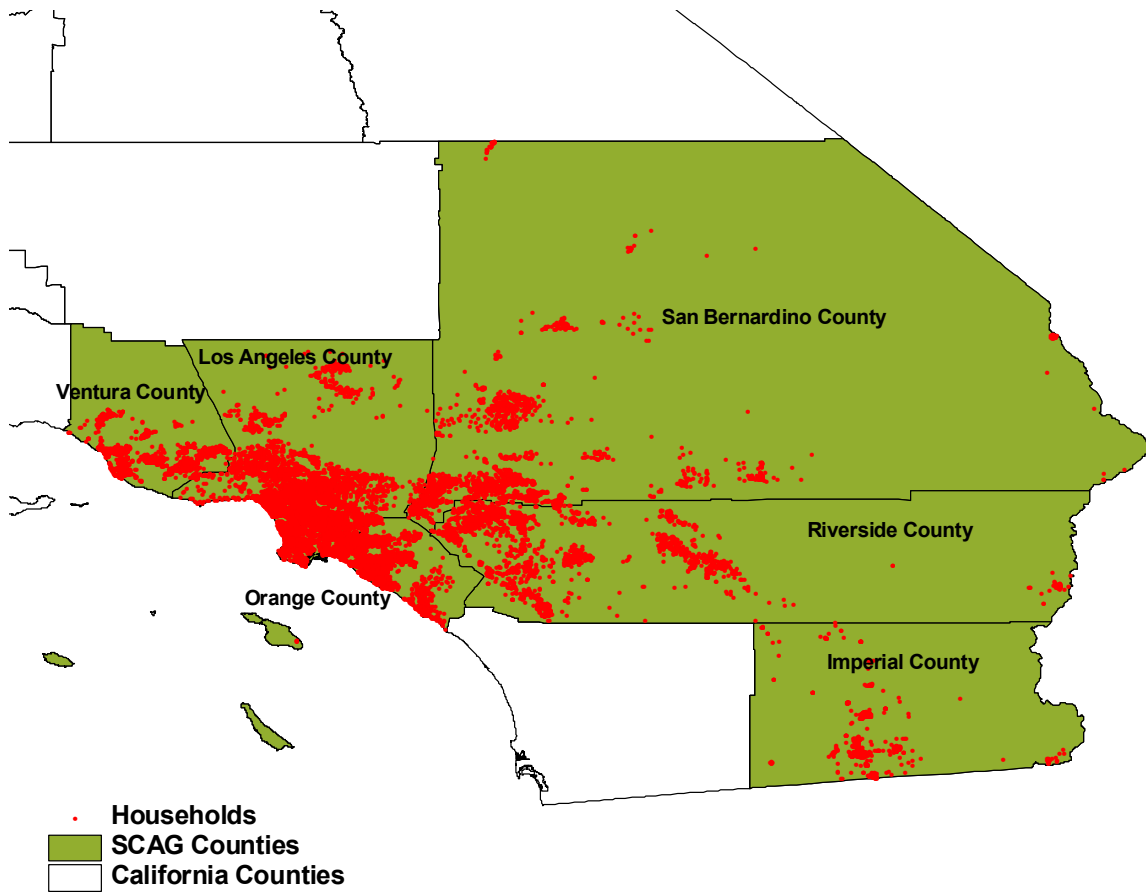 San Bernardino County
Los Angeles County
Ventura County
Riverside County
Orange County
Imperial County
Households
SCAG Counties
California Counties